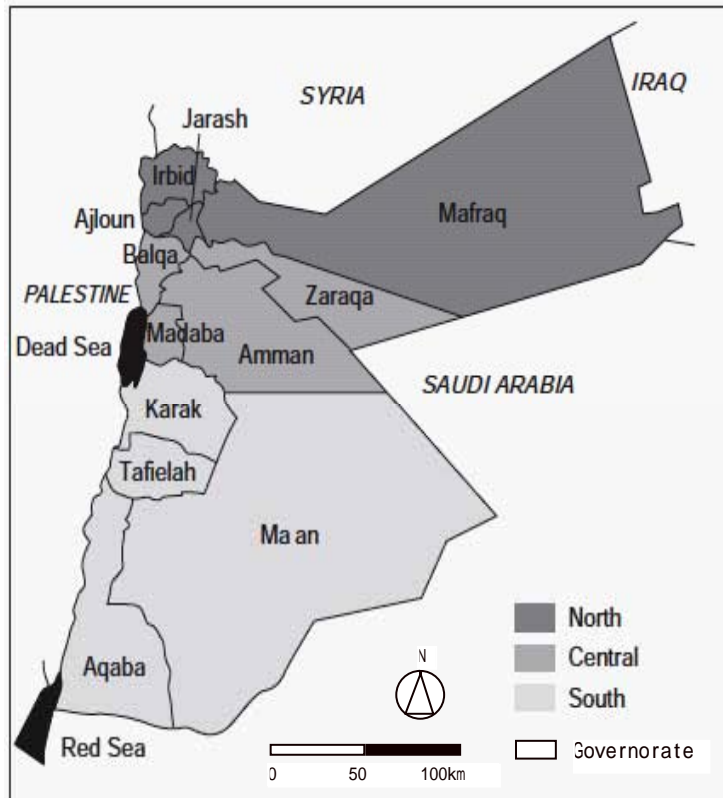 SYRIA
IRAQ
Jarash
Irbid
Ajloun
Mafraq
Balqa
PALESTINE
Zaraqa
Dead Sea
Madaba
Amman
SAUDI ARABIA
Karak
Tafielah
Ma an
North
Aqaba
N
Central
South
Red Sea
Governorate
0 50 100km